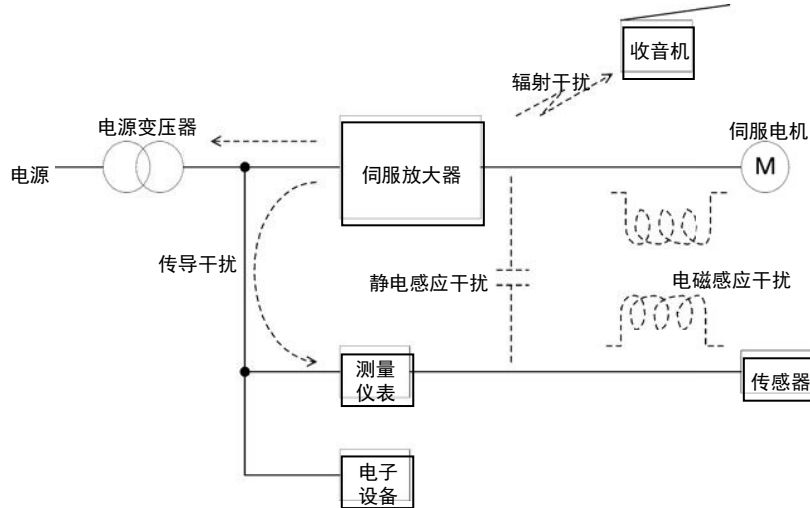 收音机
辐射干扰
电源变压器
伺服电机
电源
伺服放大器
M
传导干扰
静电感应干扰
电磁感应干扰
测量
仪表
传感器
电子
设备